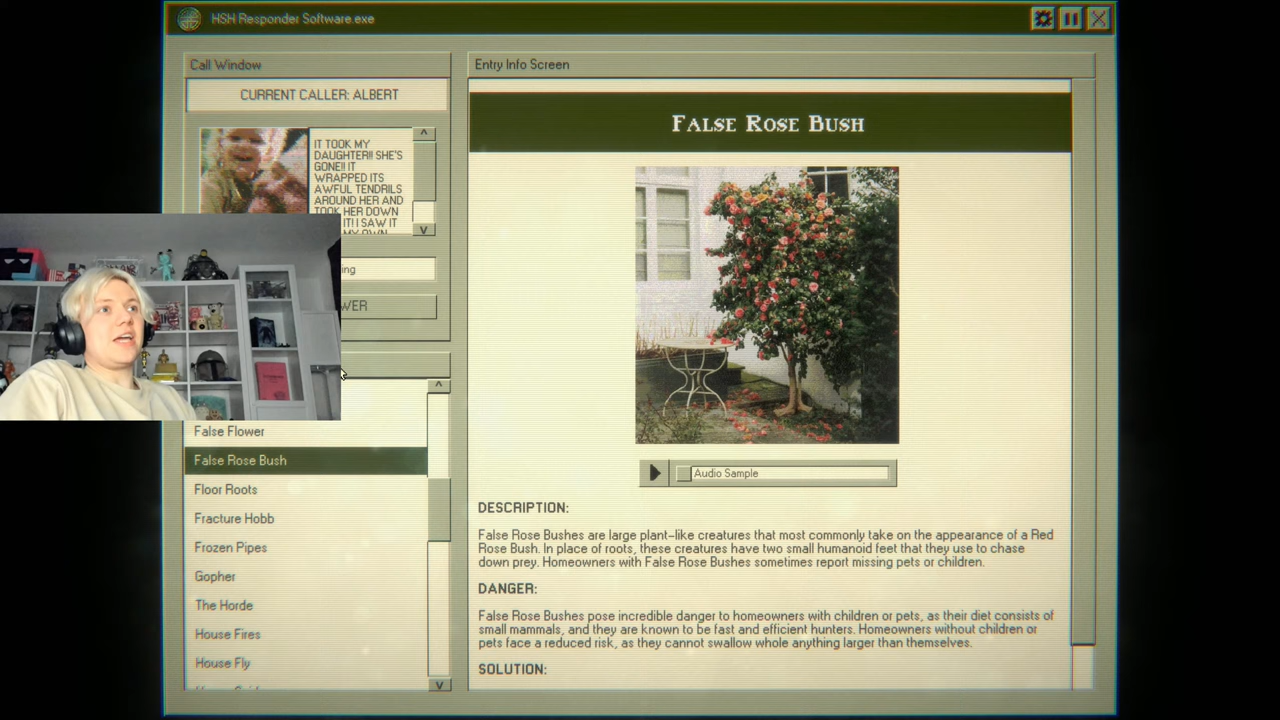 HSH Responder Software.exe
Call Window
CURRENT CALLER: ALBERT
IT TOOK MY
DAUGHTER!! SHE'S
GONE!! IT
WRAPPED ITS
AWFUL TENDRILS
AROUND HER AND
TOOK HER DOWN
IT! I SAW IT
MY OWN
ing
WER
False Flower
False Rose Bush
Floor Roots
Fracture Hobb
Frozen Pipes
Gopher
The Horde
House Fires
House Fly
Entry Info Screen
False Rose Bush
Audio Sample
DESCRIPTION:
False Rose Bushes are large plant-like creatures that most commonly take on the appearance of a Red
Rose Bush. In place of roots, these creatures have two small humanoid feet that they use to chase
down prey. Homeowners with False Rose Bushes sometimes report missing pets or children.
DANGER:
False Rose Bushes pose incredible danger to homeowners with children or pets, as their diet consists of
small mammals, and they are known to be fast and efficient hunters. Homeowners without children or
pets face a reduced risk, as they cannot swallow whole anything larger than themselves.
SOLUTION: